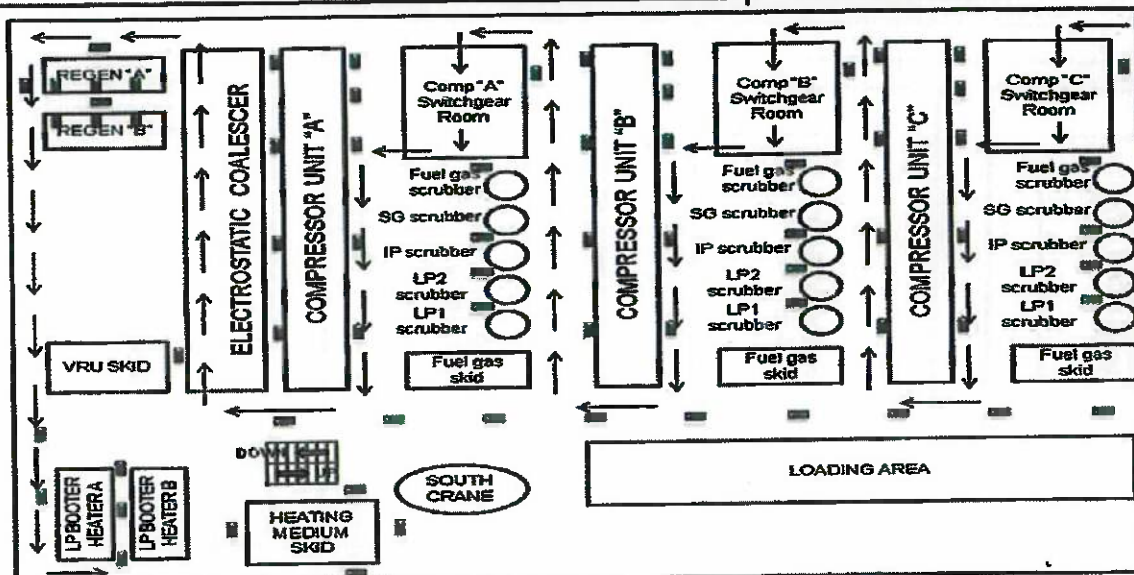 REGEN "A"
REGEN "B"
VRU SKID
LP BOOTER
HEATER A
LP BOOTER
HEATER B
ELECTROSTATIC COALESCER
COMPRESSOR UNIT "A"
Comp "A"
Switchgear
Room
Fuel gas
scrubber
SG scrubber
IP scrubber
LP2
scrubber
LP1
scrubber
Fuel gas
skid
DOWN
HEATING
MEDIUM
SKID
SOUTH
CRANE
COMPRESSOR UNIT "B"
Comp "B"
Switchgear
Room
Fuel gas
scrubber
SG scrubber
IP scrubber
LP2
scrubber
LP1
scrubber
Fuel gas
skid
COMPRESSOR UNIT "C"
Comp "C"
Switchgear
Room
Fuel gas
scrubber
SG scrubber
IP scrubber
LP2
scrubber
LP1
scrubber
Fuel gas
skid
LOADING AREA